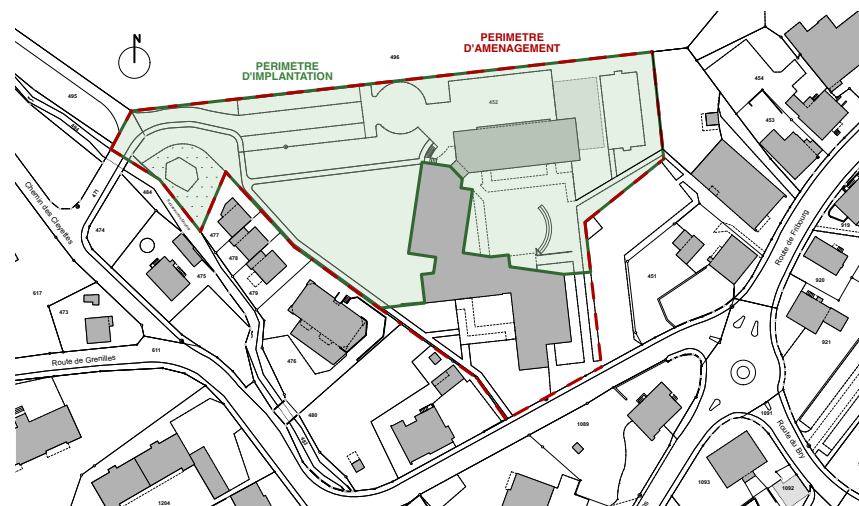 N
PERIMETRE
D'AMENAGEMENT
PERIMETRE
D'IMPLANTATION
496
495
452
454
453
484
471
474
477
478
475
479
617
473
611
476
480
451
919
928
921
1089
1091
1093
1092
1204
Chemin des Cleyettes
Route de Grenilles
Route de Fribourg
Route du Bry